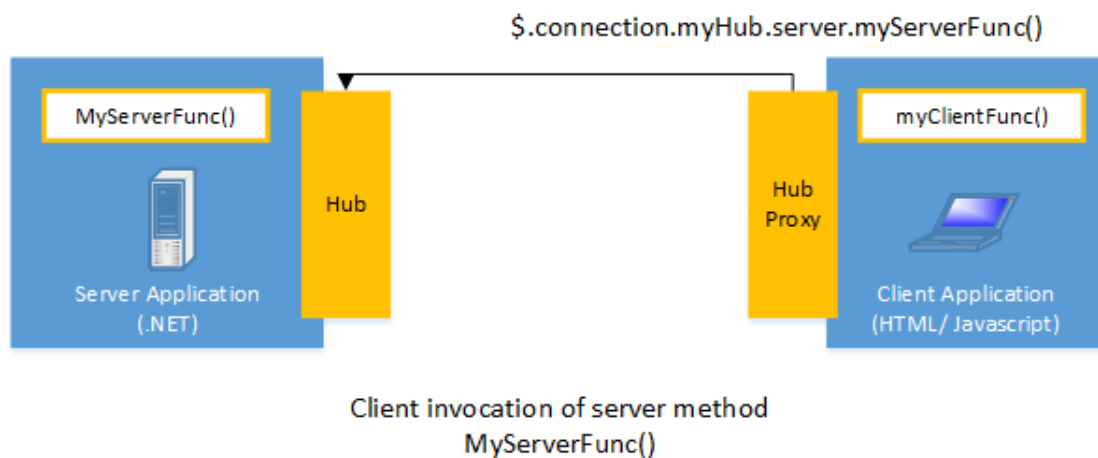 $.connection.myHub.server.myServerFunc()
MyServerFunc()
myClientFunc()
Hub
Hub
Proxy
Server Application
(.NET)
Client Application
(HTML/ Javascript)
Client invocation of server method
MyServerFunc()